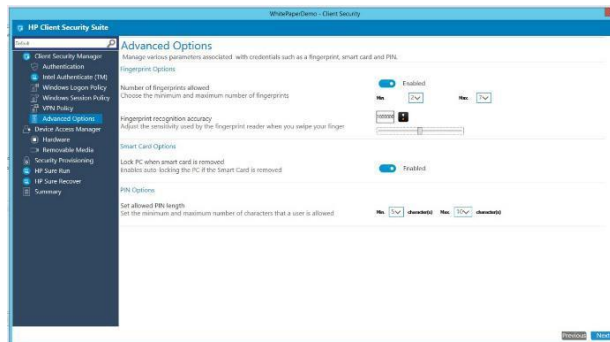 WhitePaperDemo - Client Security
HP Client Security Suite
Client Security Manager
Authentication
Intel Authenticate (TM)
Windows Logon Policy
Windows Session Policy
VPN Policy
Advanced Options
Device Access Manager
Hardware
Removable Media
Security Provisioning
HP Sure Run
HP Sure Recover
Summary
Advanced Options
Manage various parameters associated with credentials such as a fingerprint, smart card and PIN.
Fingerprint Options
Number of fingerprints allowed
Choose the minimum and maximum number of fingerprints
Enabled
Min. 2 Max. 7
Fingerprint recognition accuracy
Adjust the sensitivity used by the fingerprint reader when you swipe your finger
Smart Card Options
Lock PC when smart card is removed
Enables auto-locking the PC if the Smart Card is removed
Enabled
PIN Options
Set allowed PIN length
Set the minimum and maximum number of characters that a user is allowed
Min. 5 character(s) Max. 10 character(s)
Previous Next